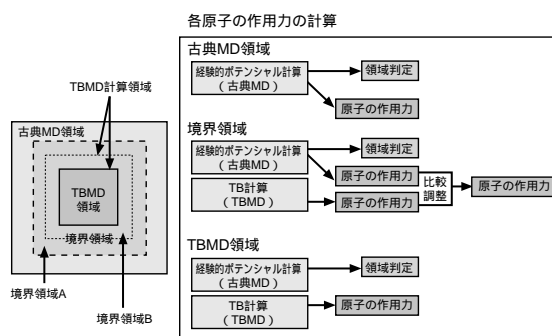 各原子の作用力の計算
TBMD計算領域
古典MD領域
TBMD
領域
境界領域
境界領域A
境界領域B
古典MD領域
経験的ポテンシャル計算
（古典MD）
領域判定
原子の作用力
境界領域
経験的ポテンシャル計算
（古典MD）
領域判定
原子の作用力
TB計算
（TBMD）
原子の作用力
比較
調整
原子の作用力
TBMD領域
経験的ポテンシャル計算
（古典MD）
領域判定
TB計算
（TBMD）
原子の作用力